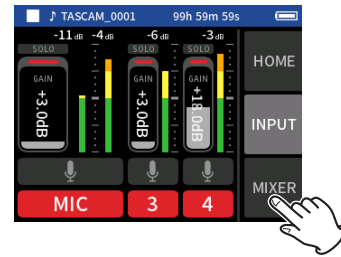 ♪ TASCAM_0001 99h 59m 59s
-11 dB -4 dB -6 dB -3 dB
SOLO SOLO SOLO
HOME
GAIN GAIN GAIN
+3.0dB +3.0dB +18.0dB
INPUT
MIXER
MIC 3 4